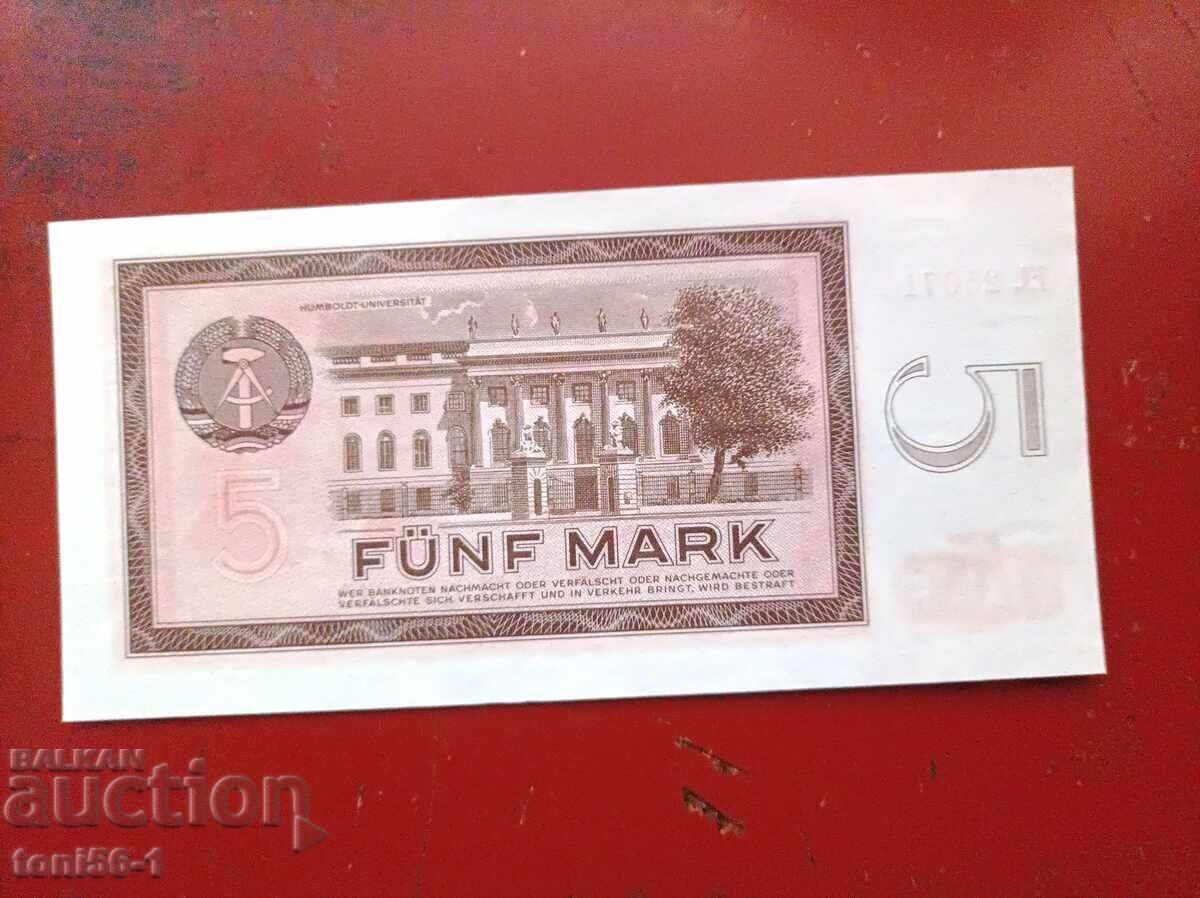 HUMBOLDT-UNIVERSITÄT
5
5
FÜNF MARK
WER BANKNOTEN NACHMACHT ODER VERFÄLSCHT ODER NACHGEMACHTE ODER
VERFÄLSCHTE SICH VERSCHAFFT UND IN VERKEHR BRINGT, WIRD BESTRAFT
BALKAN
auction
toni56-1